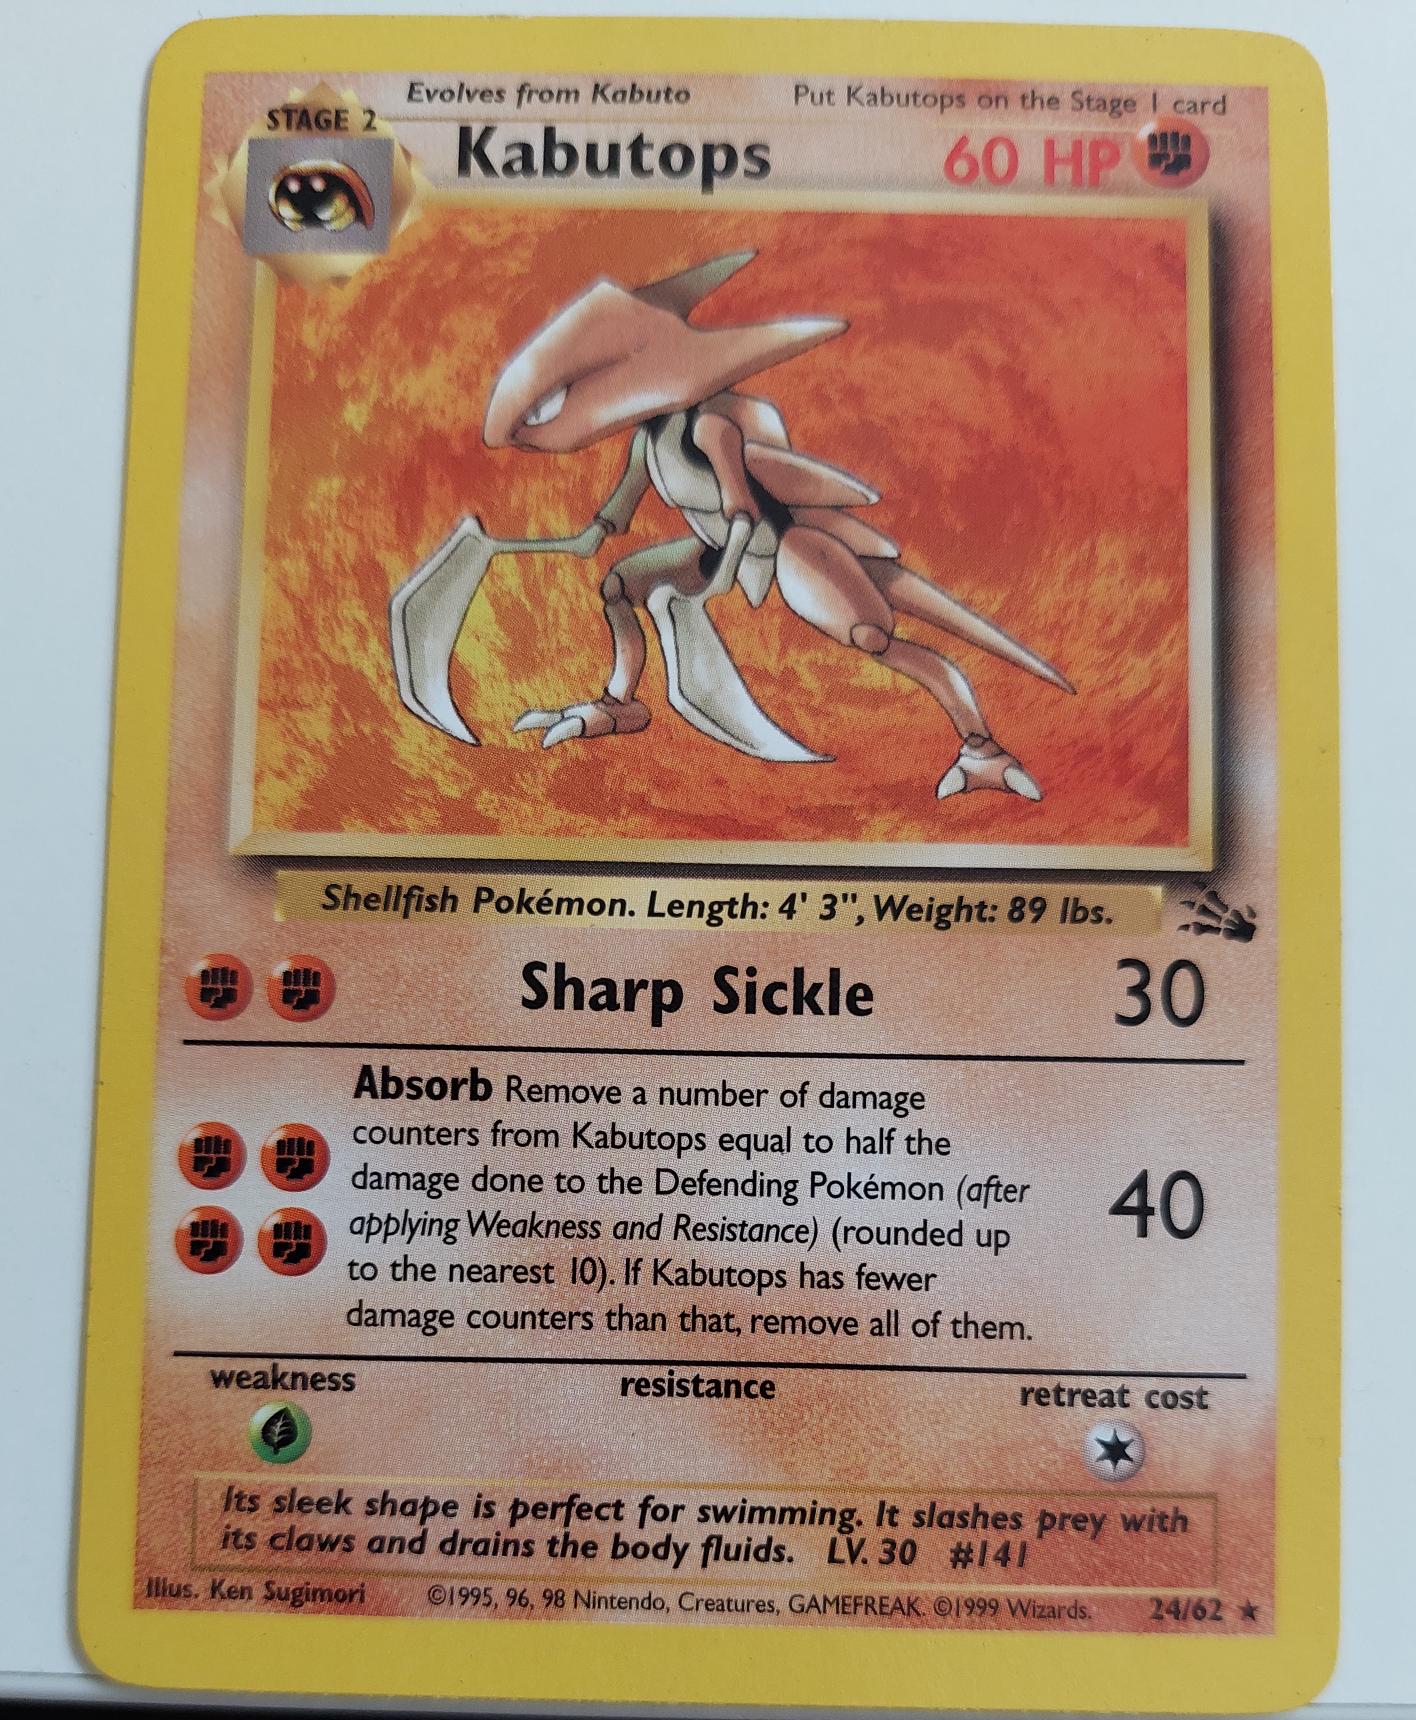 Evolves from Kabuto Put Kabutops on the Stage 1 card
STAGE 2
Kabutops 60 HP
Shellfish Pokémon. Length: 4' 3", Weight: 89 lbs.
Sharp Sickle 30
Absorb Remove a number of damage
counters from Kabutops equal to half the
damage done to the Defending Pokémon (after
applying Weakness and Resistance) (rounded up
to the nearest 10). If Kabutops has fewer
damage counters than that, remove all of them.
40
weakness resistance retreat cost
Its sleek shape is perfect for swimming. It slashes prey with
its claws and drains the body fluids. LV. 30 #141
Illus. Ken Sugimori ©1995, 96, 98 Nintendo, Creatures, GAMEFREAK. ©1999 Wizards. 24/62 ★